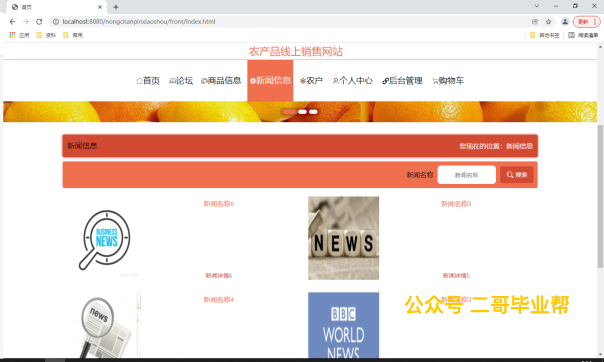 首页
localhost:8080/nongchanpinxiaoshou/front/index.html
更新
应用 资料 常用 其他书签 阅读清单
农产品线上销售网站
首页 论坛 商品信息 新闻信息 农户 个人中心 后台管理 购物车
新闻信息 您现在的位置：新闻信息
新闻名称 新闻名称 搜索
新闻名称6 新闻名称5
BUSINESS
NEWS
NEWS
新闻详情6 新闻详情5
新闻名称4 新闻名称3
公众号 二哥毕业帮
news
BBC
WORLD
NEWS